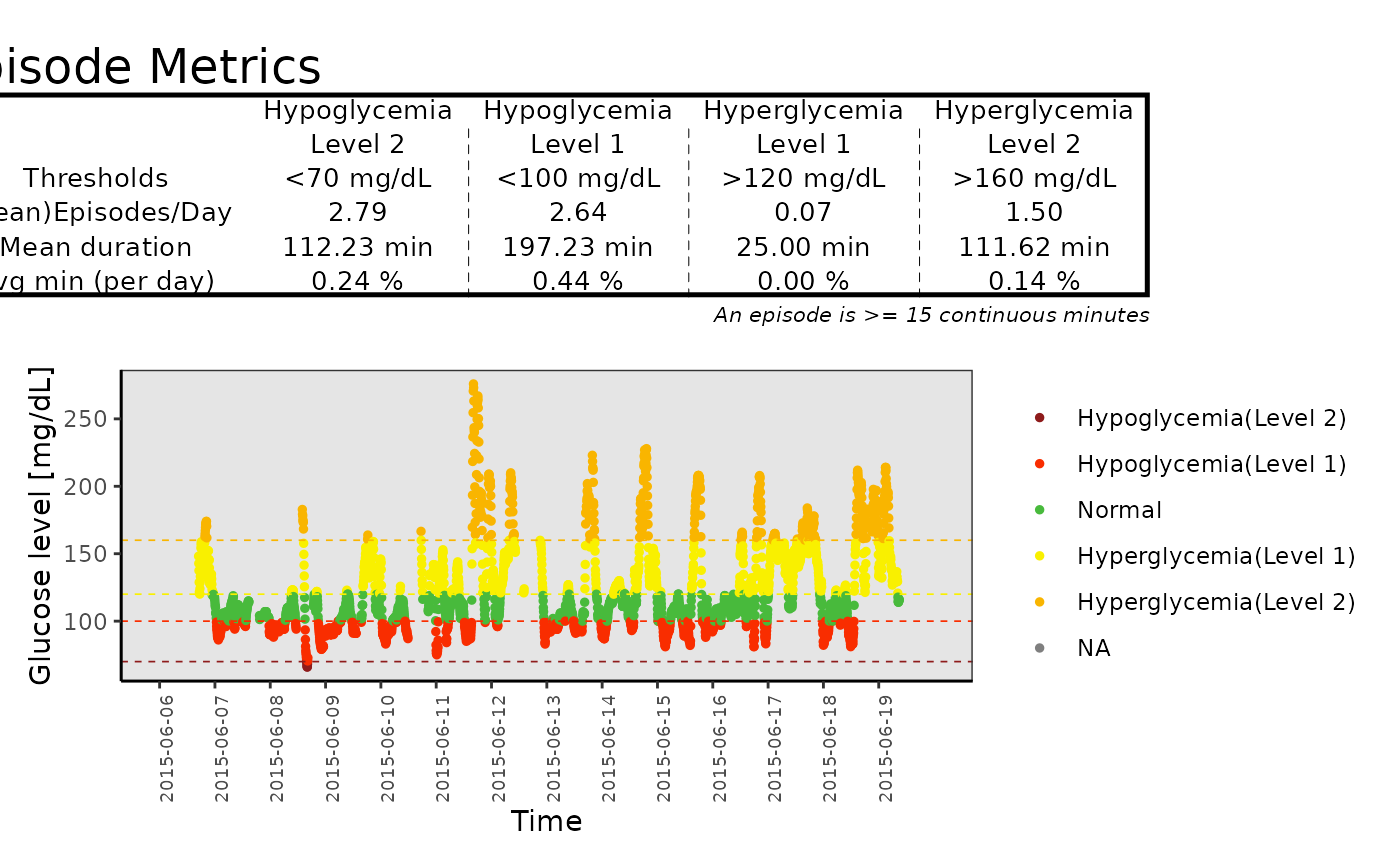 isode Metrics
Hypoglycemia Hypoglycemia Hyperglycemia Hyperglycemia
Level 2 Level 1 Level 1 Level 2
Thresholds <70 mg/dL <100 mg/dL >120 mg/dL >160 mg/dL
ean)Episodes/Day 2.79 2.64 0.07 1.50
Mean duration 112.23 min 197.23 min 25.00 min 111.62 min
vg min (per day) 0.24 % 0.44 % 0.00 % 0.14 %
An episode is >= 15 continuous minutes
Glucose level [mg/dL]
250
200
150
100
2015-06-06
2015-06-07
2015-06-08
2015-06-09
2015-06-10
2015-06-11
2015-06-12
2015-06-13
2015-06-14
2015-06-15
2015-06-16
2015-06-17
2015-06-18
2015-06-19
Time
Hypoglycemia(Level 2)
Hypoglycemia(Level 1)
Normal
Hyperglycemia(Level 1)
Hyperglycemia(Level 2)
NA